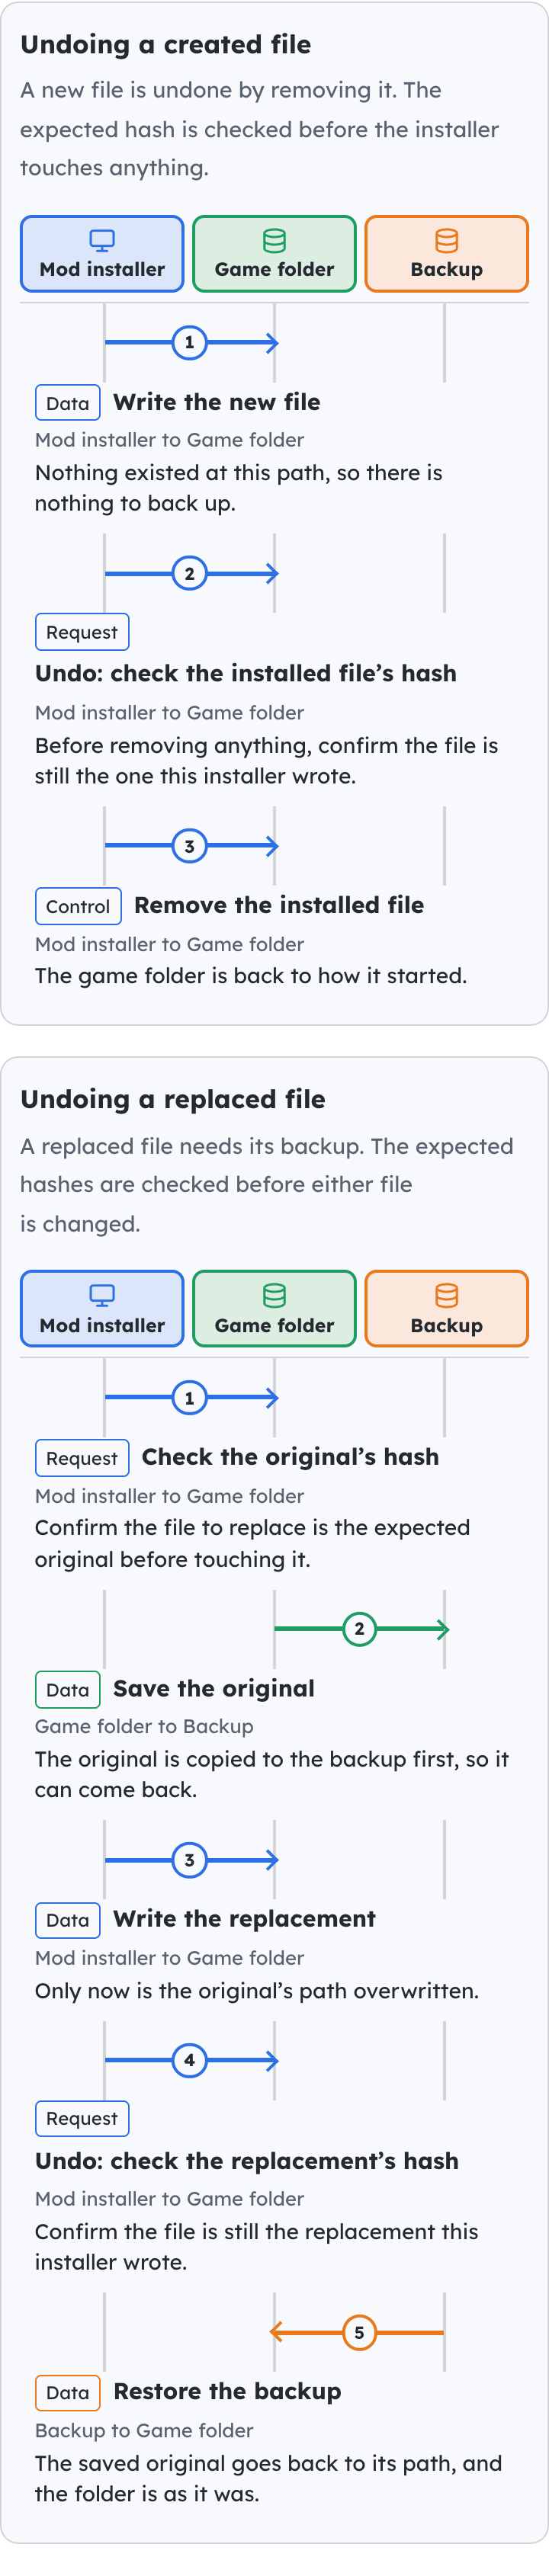 Undoing a created file
A new file is undone by removing it. The
expected hash is checked before the installer
touches anything.
Mod installer
Game folder
Backup
1
Data
Write the new file
Mod installer to Game folder
Nothing existed at this path, so there is
nothing to back up.
2
Request
Undo: check the installed file’s hash
Mod installer to Game folder
Before removing anything, confirm the file is
still the one this installer wrote.
3
Control
Remove the installed file
Mod installer to Game folder
The game folder is back to how it started.
Undoing a replaced file
A replaced file needs its backup. The expected
hashes are checked before either file
is changed.
Mod installer
Game folder
Backup
1
Request
Check the original’s hash
Mod installer to Game folder
Confirm the file to replace is the expected
original before touching it.
2
Data
Save the original
Game folder to Backup
The original is copied to the backup first, so it
can come back.
3
Data
Write the replacement
Mod installer to Game folder
Only now is the original’s path overwritten.
4
Request
Undo: check the replacement’s hash
Mod installer to Game folder
Confirm the file is still the replacement this
installer wrote.
5
Data
Restore the backup
Backup to Game folder
The saved original goes back to its path, and
the folder is as it was.